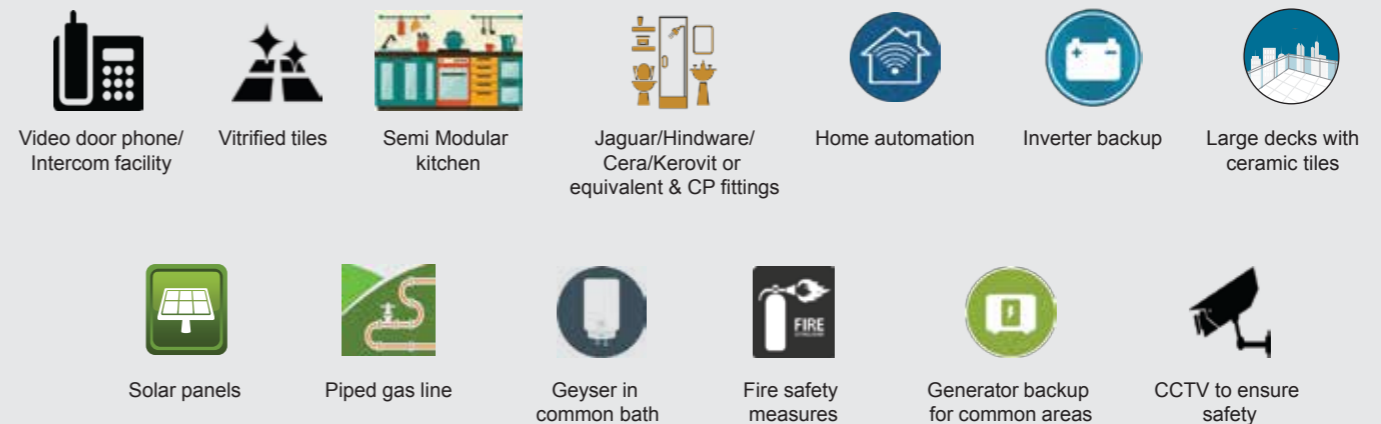 Video door phone/
Intercom facility
Vitrified tiles
Semi Modular
kitchen
Jaguar/Hindware/
Cera/Kerovit or
equivalent & CP fittings
Home automation
Inverter backup
Large decks with
ceramic tiles
FIRE
Solar panels
Piped gas line
Geyser in
common bath
Fire safety
measures
Generator backup
for common areas
CCTV to ensure
safety